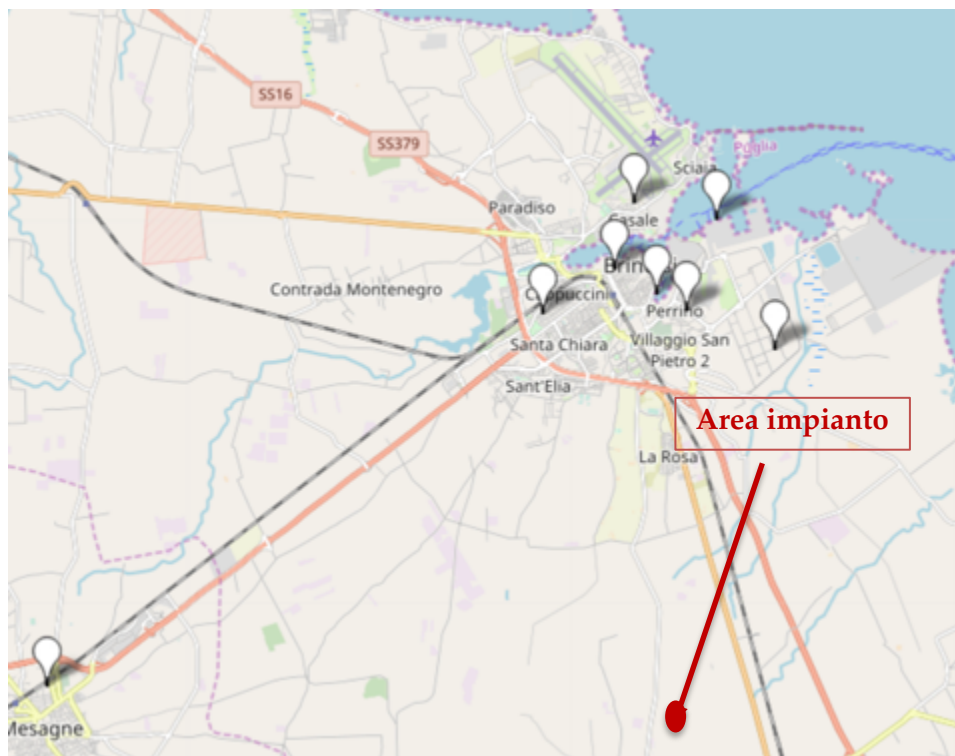 SS16
SS379
Puglia
Sciaia
Paradiso
Casale
Contrada Montenegro
Perrino
Santa Chiara
Villaggio San
Pietro 2
Sant'Elia
Area impianto
La Rosa
Mesagne